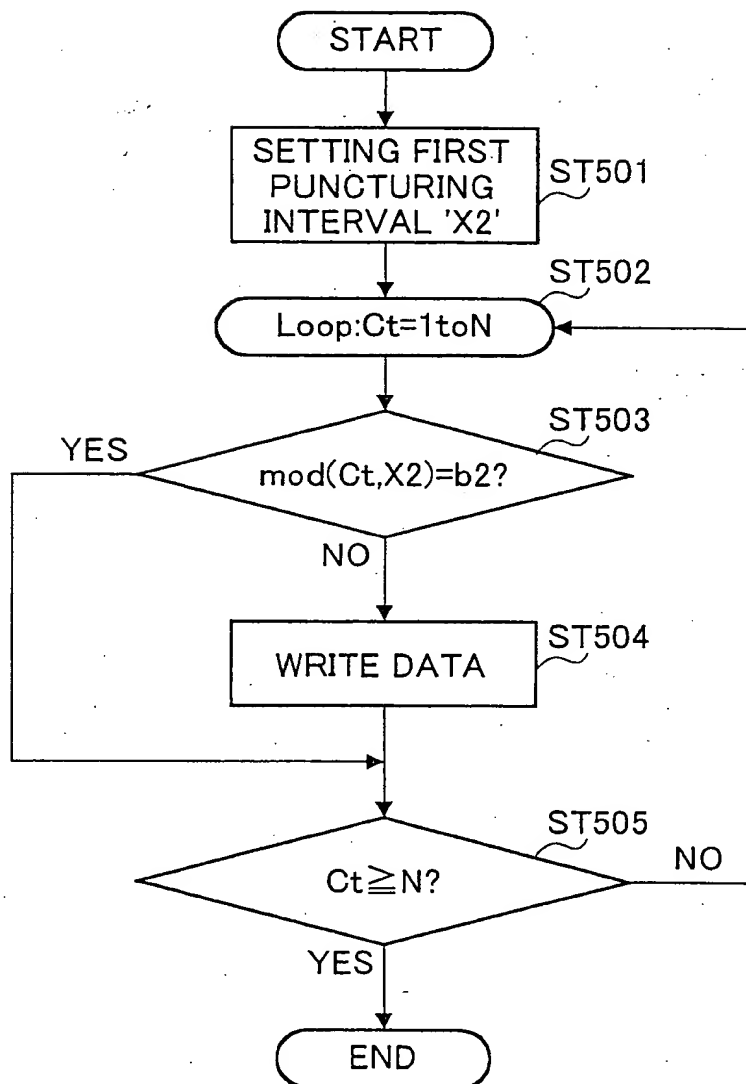 START
SETTING FIRST
PUNCTURING
INTERVAL 'X2'
ST501
ST502
Loop:Ct=1toN
ST503
YES
mod(Ct,X2)=b2?
NO
ST504
WRITE DATA
ST505
NO
Ct≧N?
YES
END